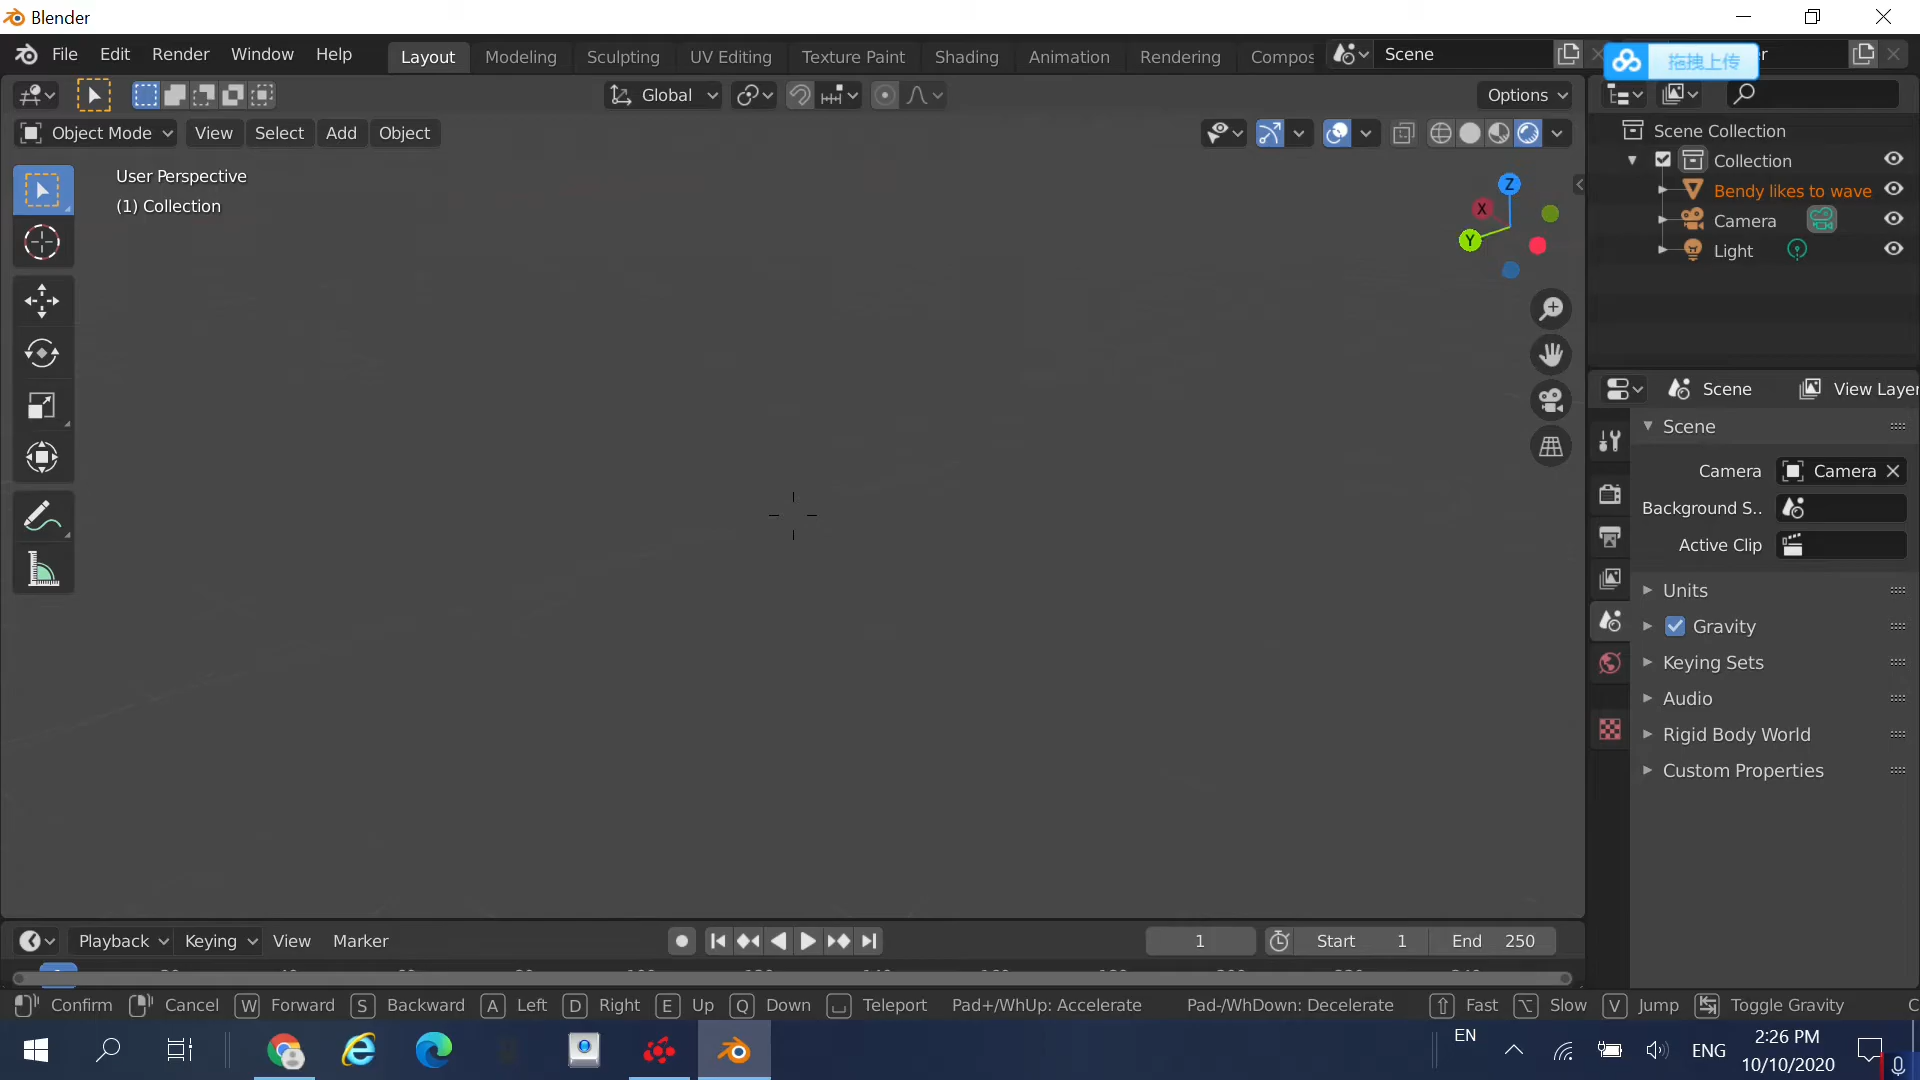 Blender
File Edit Render Window Help Layout Modeling Sculpting UV Editing Texture Paint Shading Animation Rendering Compos Scene
拖拽上传
Global Options
Object Mode View Select Add Object
User Perspective
(1) Collection
Z
X
Y
Scene Collection
Collection
Bendy likes to wave
Camera
Light
Scene View Layer
Scene
Camera Camera
Background S..
Active Clip
Units
Gravity
Keying Sets
Audio
Rigid Body World
Custom Properties
Playback Keying View Marker 1 Start 1 End 250
Confirm Cancel W Forward S Backward A Left D Right E Up Q Down Teleport Pad+/WhUp: Accelerate Pad-/WhDown: Decelerate Fast Slow V Jump Toggle Gravity C
EN
ENG
2:26 PM
10/10/2020